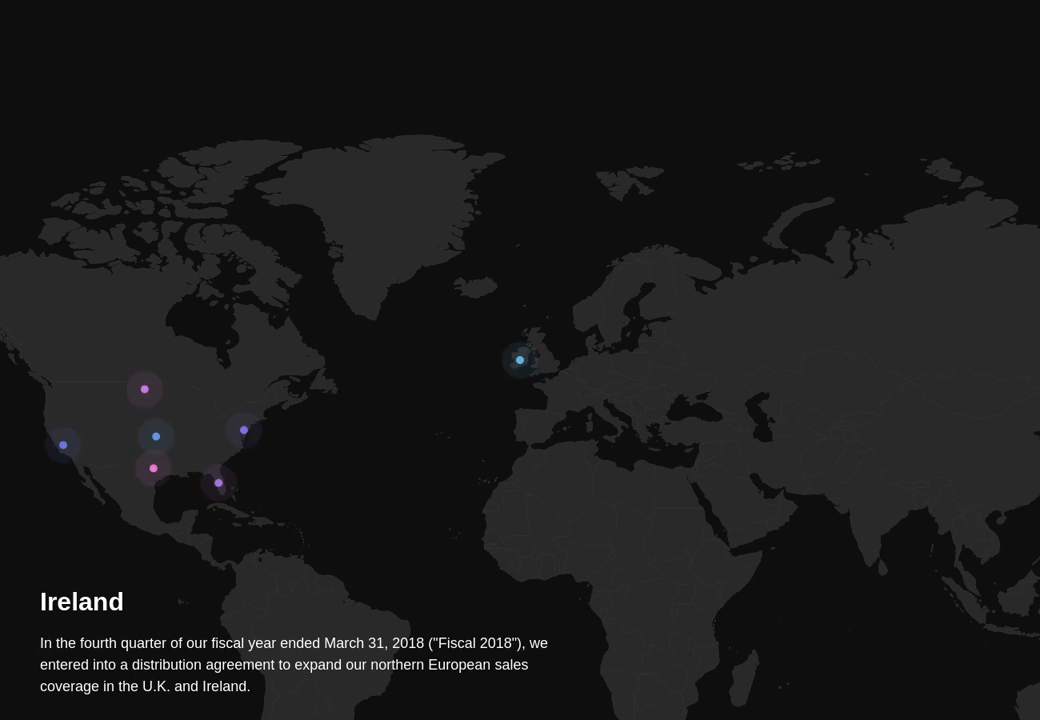 Ireland
In the fourth quarter of our fiscal year ended March 31, 2018 ("Fiscal 2018"), we
entered into a distribution agreement to expand our northern European sales
coverage in the U.K. and Ireland.